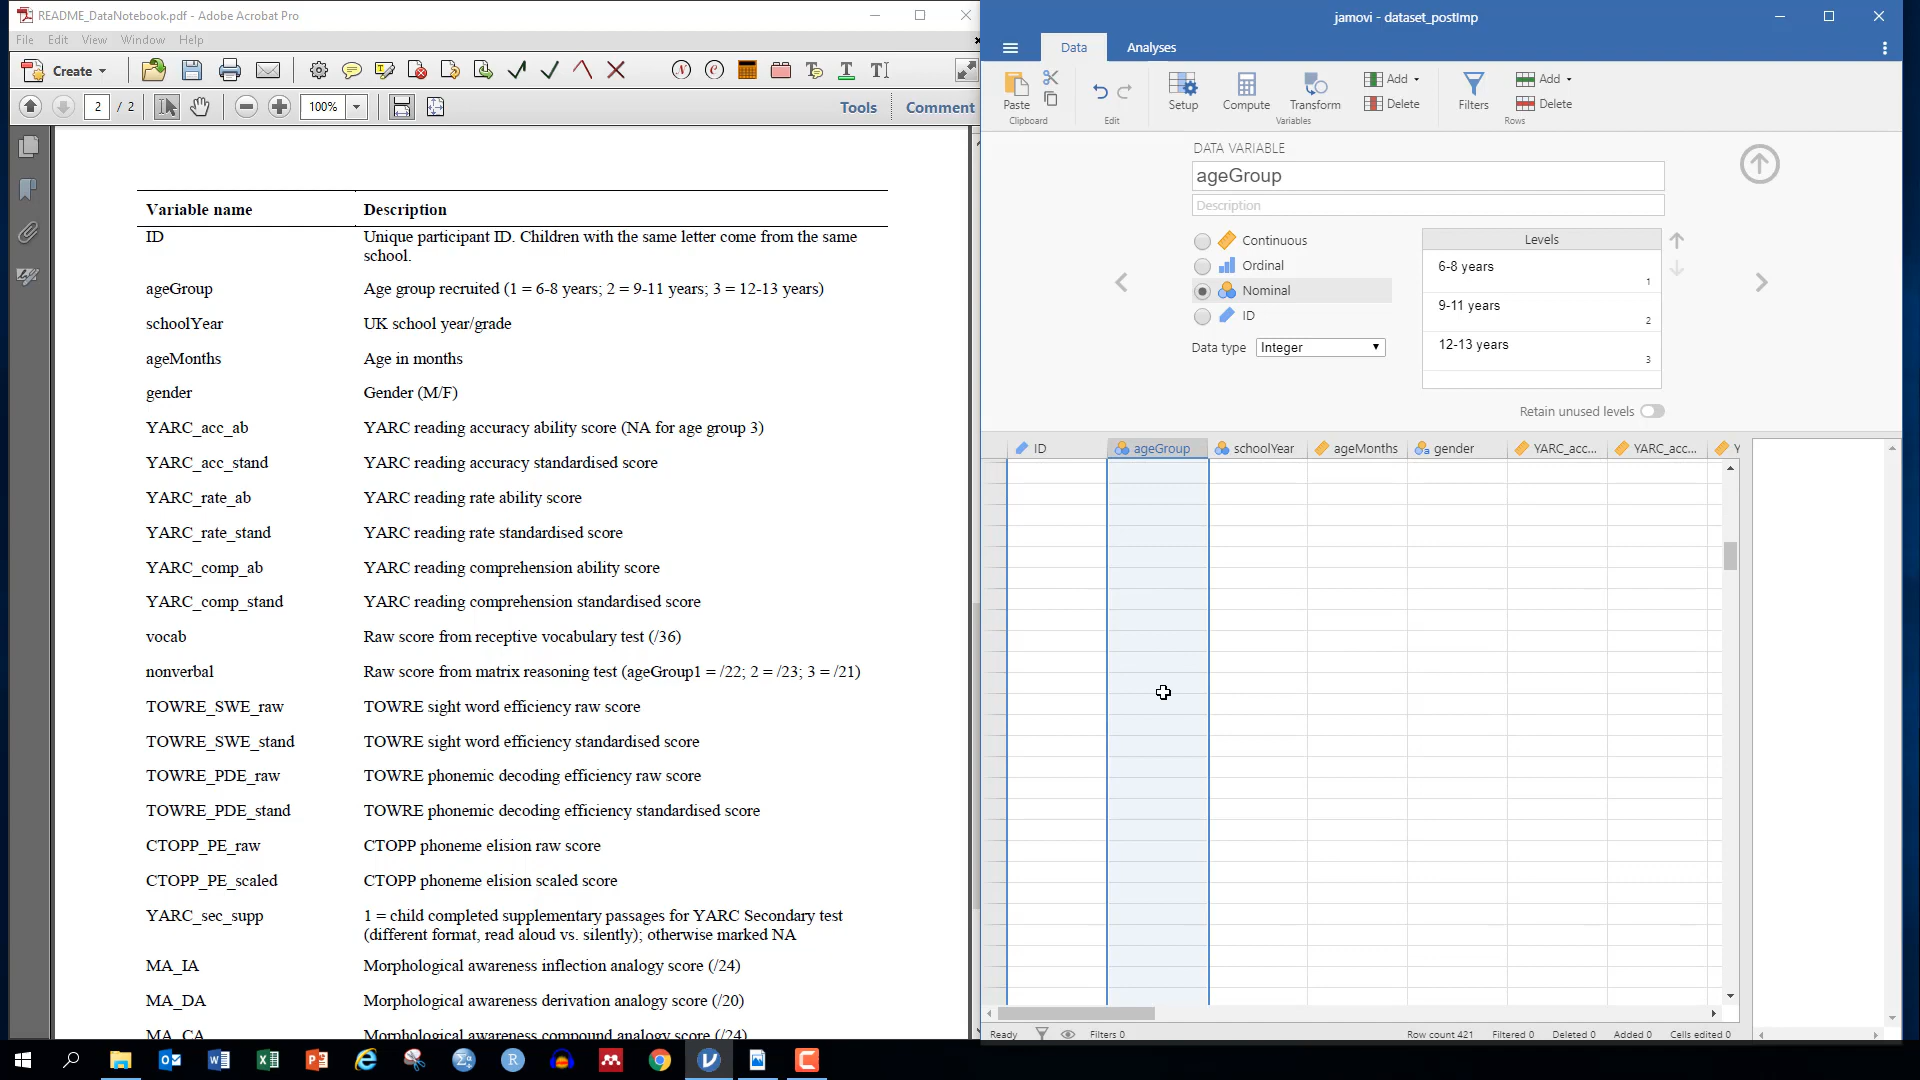 README_DataNotebook.pdf - Adobe Acrobat Pro
File Edit View Window Help
Create
2 / 2 100% Tools Comment
Variable name Description
ID Unique participant ID. Children with the same letter come from the same
school.
ageGroup Age group recruited (1 = 6-8 years; 2 = 9-11 years; 3 = 12-13 years)
schoolYear UK school year/grade
ageMonths Age in months
gender Gender (M/F)
YARC_acc_ab YARC reading accuracy ability score (NA for age group 3)
YARC_acc_stand YARC reading accuracy standardised score
YARC_rate_ab YARC reading rate ability score
YARC_rate_stand YARC reading rate standardised score
YARC_comp_ab YARC reading comprehension ability score
YARC_comp_stand YARC reading comprehension standardised score
vocab Raw score from receptive vocabulary test (/36)
nonverbal Raw score from matrix reasoning test (ageGroup1 = /22; 2 = /23; 3 = /21)
TOWRE_SWE_raw TOWRE sight word efficiency raw score
TOWRE_SWE_stand TOWRE sight word efficiency standardised score
TOWRE_PDE_raw TOWRE phonemic decoding efficiency raw score
TOWRE_PDE_stand TOWRE phonemic decoding efficiency standardised score
CTOPP_PE_raw CTOPP phoneme elision raw score
CTOPP_PE_scaled CTOPP phoneme elision scaled score
YARC_sec_supp 1 = child completed supplementary passages for YARC Secondary test
(different format, read aloud vs. silently); otherwise marked NA
MA_IA Morphological awareness inflection analogy score (/24)
MA_DA Morphological awareness derivation analogy score (/20)
MA_CA Morphological awareness compound analogy score (/24)
jamovi - dataset_postImp
Data Analyses
Paste Setup Compute Transform Add Delete Filters Add Delete
Clipboard Edit Variables Rows
DATA VARIABLE
ageGroup
Description
Continuous
Ordinal
Nominal
ID
Data type Integer
Levels
6-8 years
1
9-11 years
2
12-13 years
3
Retain unused levels
ID ageGroup schoolYear ageMonths gender YARC_acc... YARC_acc... Y
Ready Filters 0 Row count 421 Filtered 0 Deleted 0 Added 0 Cells edited 0